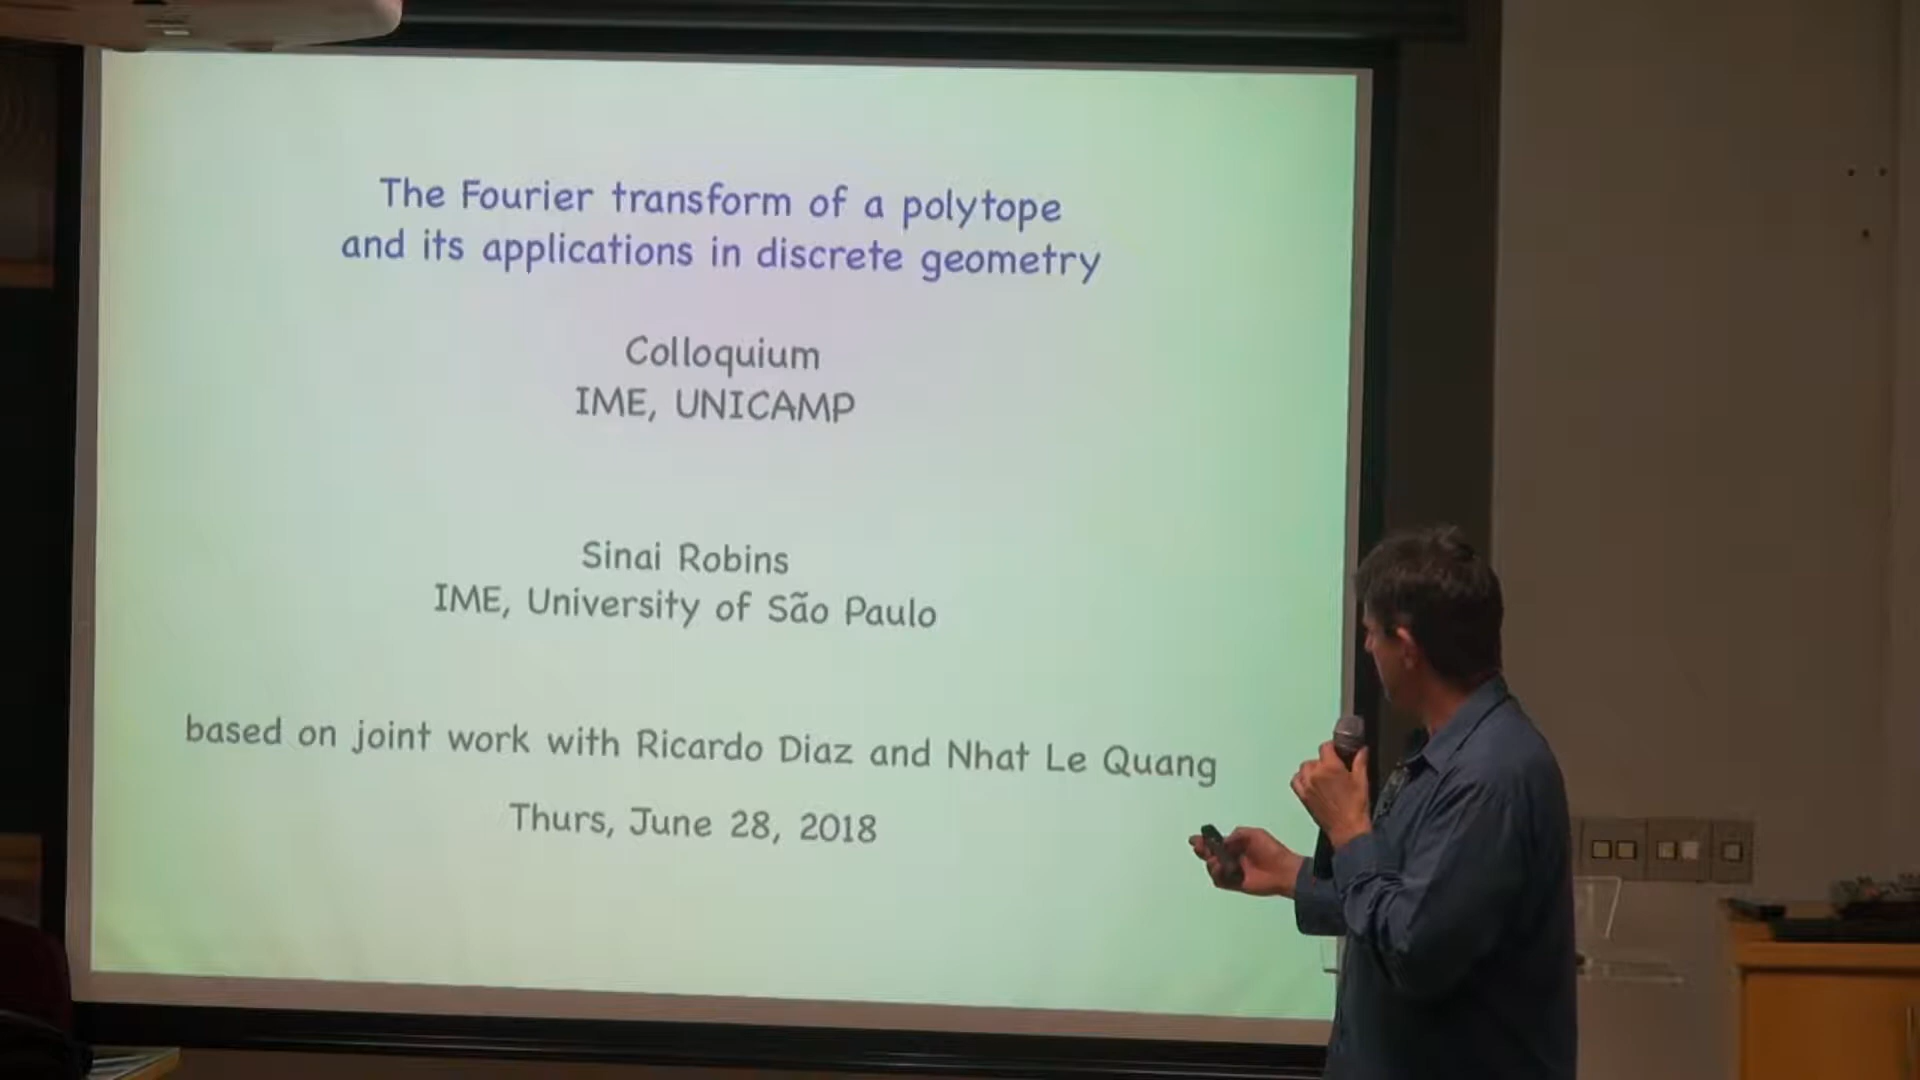 The Fourier transform of a polytope
and its applications in discrete geometry
Colloquium
IME, UNICAMP
Sinai Robins
IME, University of São Paulo
based on joint work with Ricardo Diaz and Nhat Le Quang
Thurs, June 28, 2018